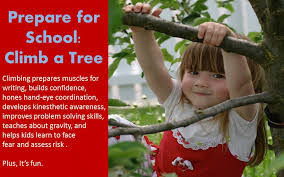 Prepare for
School:
Climb a Tree
Climbing prepares muscles for
writing, builds confidence,
hones hand-eye coordination,
develops kinesthetic awareness,
improves problem solving skills,
teaches about gravity, and
helps kids learn to face
fear and assess risk .
Plus, it's fun.